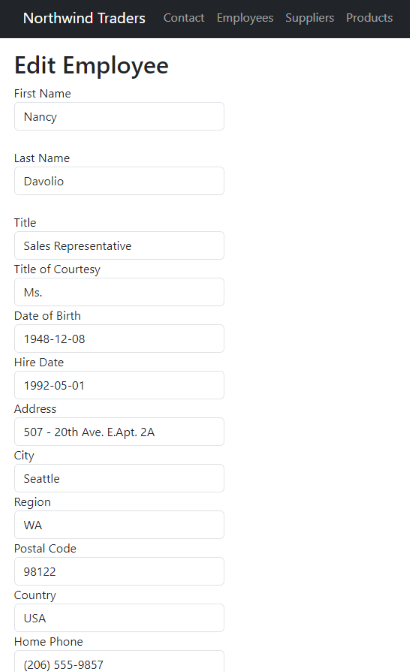 Northwind Traders Contact Employees Suppliers Products
Edit Employee
First Name
Nancy
Last Name
Davolio
Title
Sales Representative
Title of Courtesy
Ms.
Date of Birth
1948-12-08
Hire Date
1992-05-01
Address
507 - 20th Ave. E.Apt. 2A
City
Seattle
Region
WA
Postal Code
98122
Country
USA
Home Phone
(206) 555-9857